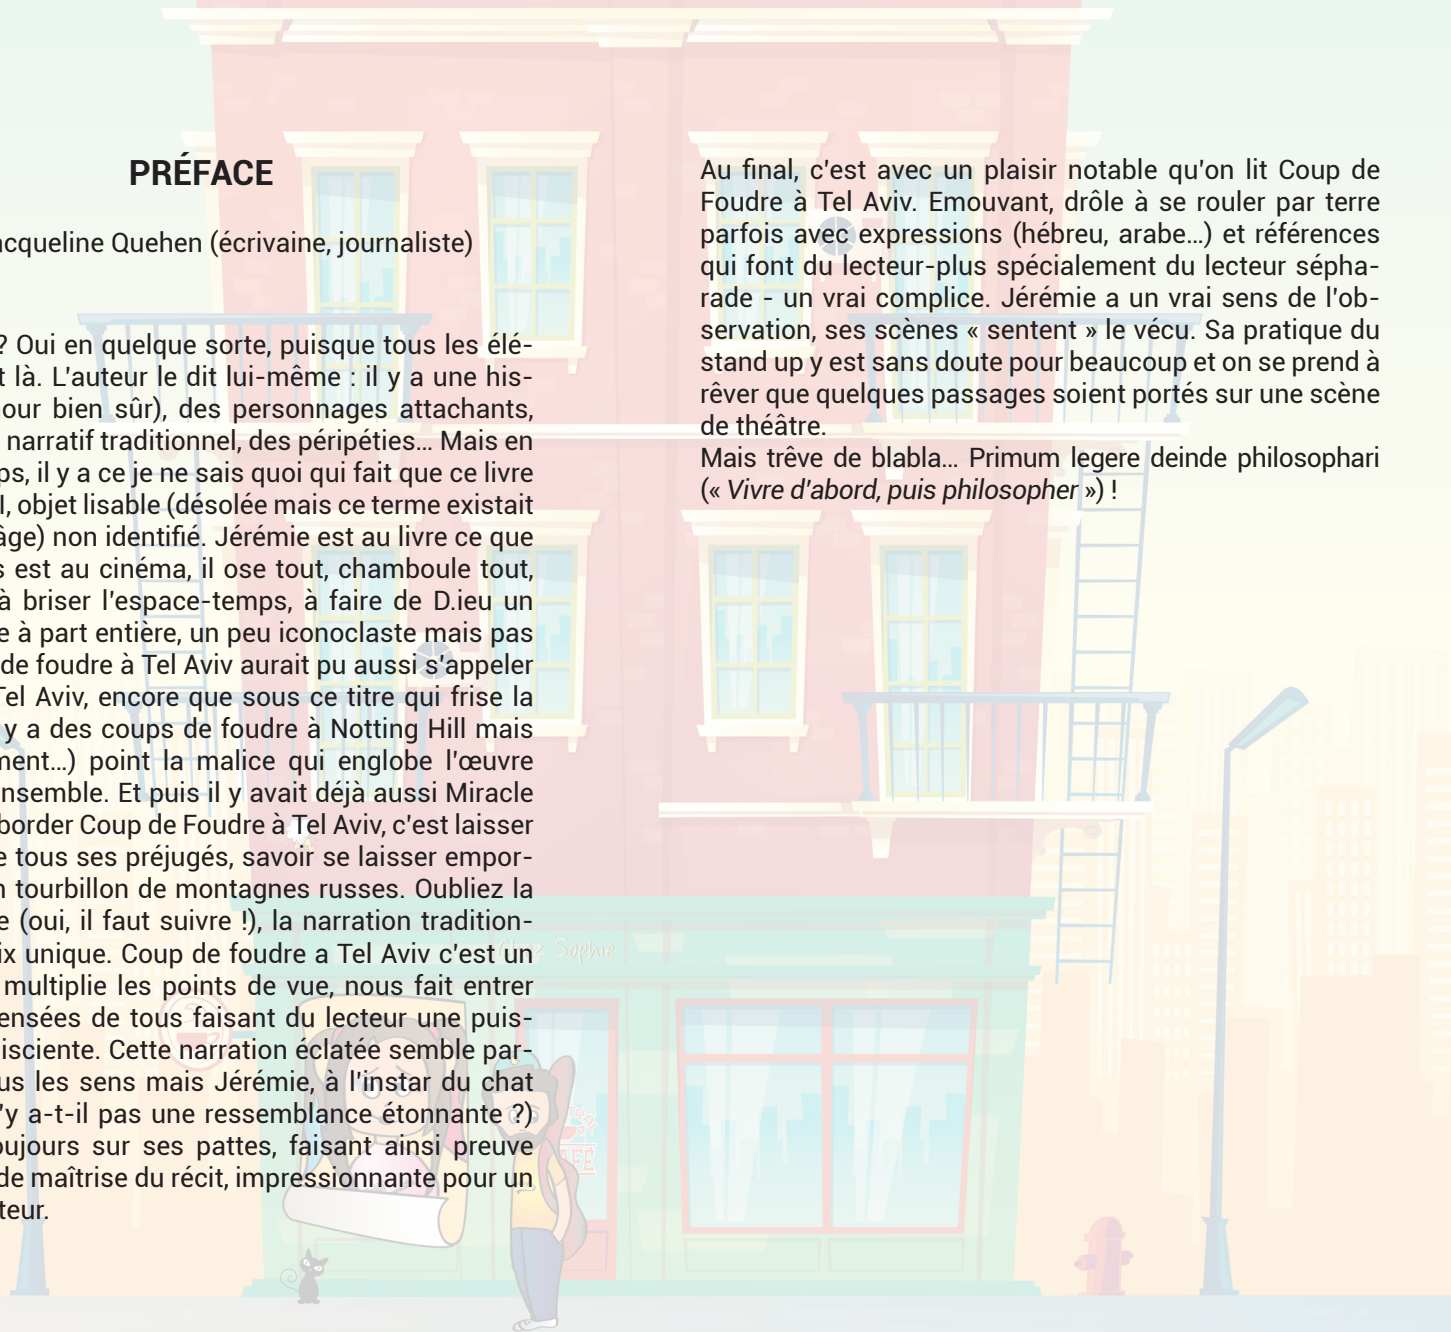 PRÉFACE
acqueline Quehen (écrivaine, journaliste)
? Oui en quelque sorte, puisque tous les élé-
t là. L'auteur le dit lui-même : il y a une his-
our bien sûr), des personnages attachants,
narratif traditionnel, des péripéties... Mais en
ps, il y a ce je ne sais quoi qui fait que ce livre
I, objet lisable (désolée mais ce terme existait
âge) non identifié. Jérémie est au livre ce que
s est au cinéma, il ose tout, chamboule tout,
à briser l'espace-temps, à faire de D.ieu un
e à part entière, un peu iconoclaste mais pas
de foudre à Tel Aviv aurait pu aussi s'appeler
Tel Aviv, encore que sous ce titre qui frise la
y a des coups de foudre à Notting Hill mais
ment...) point la malice qui englobe l'œuvre
nsemble. Et puis il y avait déjà aussi Miracle
border Coup de Foudre à Tel Aviv, c'est laisser
e tous ses préjugés, savoir se laisser empor-
n tourbillon de montagnes russes. Oubliez la
e (oui, il faut suivre !), la narration tradition-
ix unique. Coup de foudre a Tel Aviv c'est un
multiplie les points de vue, nous fait entrer
ensées de tous faisant du lecteur une puis-
isciente. Cette narration éclatée semble par-
us les sens mais Jérémie, à l'instar du chat
'y a-t-il pas une ressemblance étonnante ?)
oujours sur ses pattes, faisant ainsi preuve
de maîtrise du récit, impressionnante pour un
teur.
Au final, c'est avec un plaisir notable qu'on lit Coup de
Foudre à Tel Aviv. Emouvant, drôle à se rouler par terre
parfois avec expressions (hébreu, arabe...) et références
qui font du lecteur-plus spécialement du lecteur sépha-
rade - un vrai complice. Jérémie a un vrai sens de l'ob-
servation, ses scènes « sentent » le vécu. Sa pratique du
stand up y est sans doute pour beaucoup et on se prend à
rêver que quelques passages soient portés sur une scène
de théâtre.
Mais trêve de blabla... Primum legere deinde philosophari
(« Vivre d'abord, puis philosopher ») !
Chez Sophie